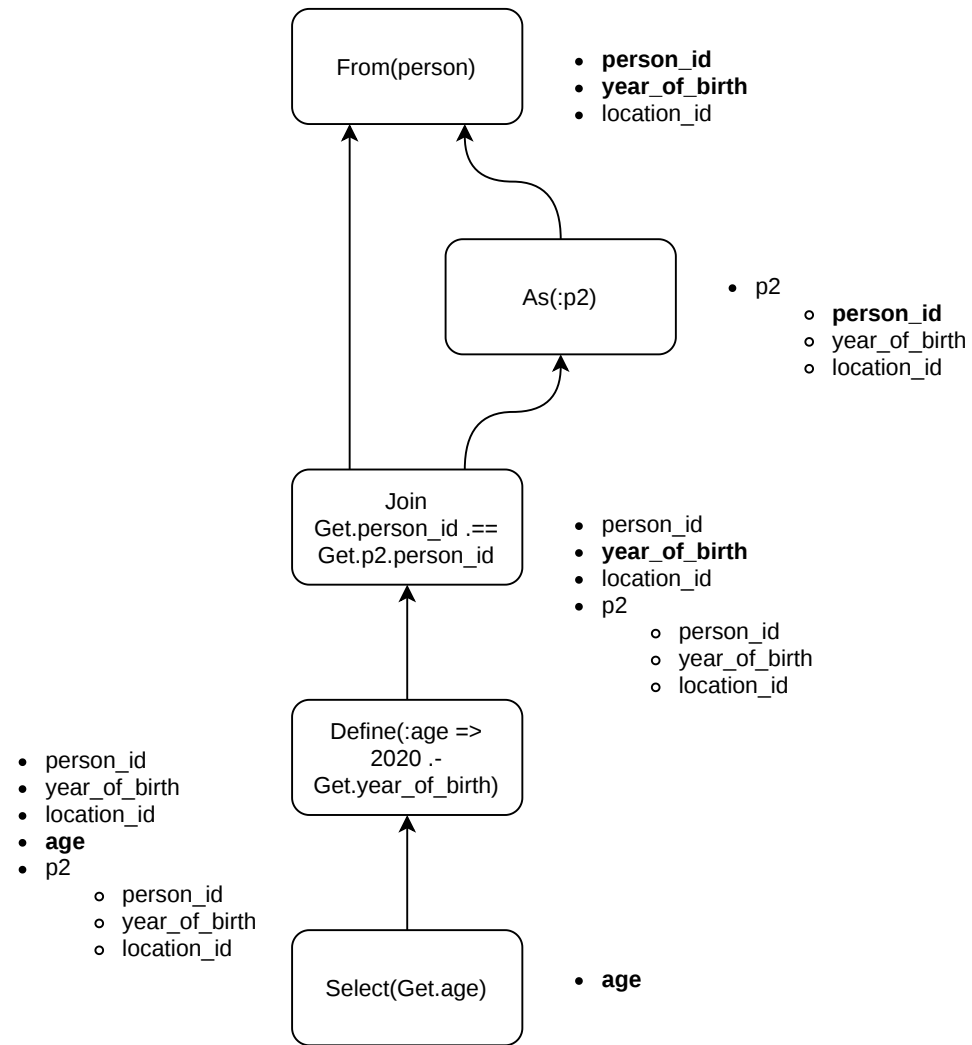 From(person)
person_id
year_of_birth
location_id
As(:p2)
p2
person_id
year_of_birth
location_id
Join
Get.person_id .==
Get.p2.person_id
person_id
year_of_birth
location_id
p2
person_id
year_of_birth
location_id
Define(:age =>
2020 .-
Get.year_of_birth)
person_id
year_of_birth
location_id
age
p2
person_id
year_of_birth
location_id
Select(Get.age)
age